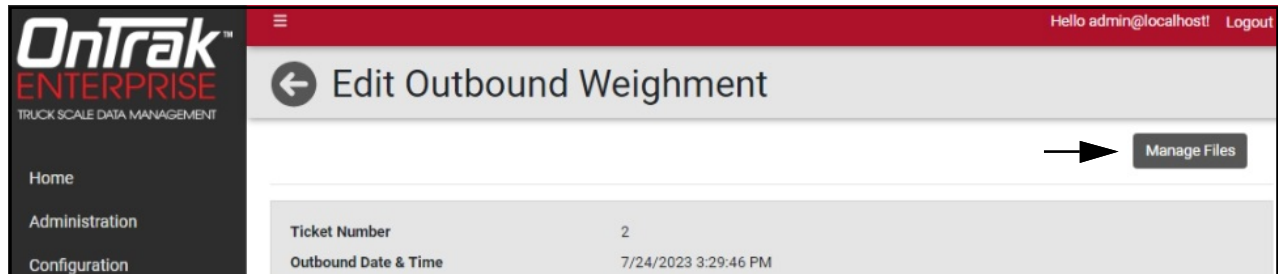 OnTrak™
ENTERPRISE
TRUCK SCALE DATA MANAGEMENT
Home
Administration
Configuration
Hello admin@localhost! Logout
Edit Outbound Weighment
Manage Files
Ticket Number 2
Outbound Date & Time 7/24/2023 3:29:46 PM